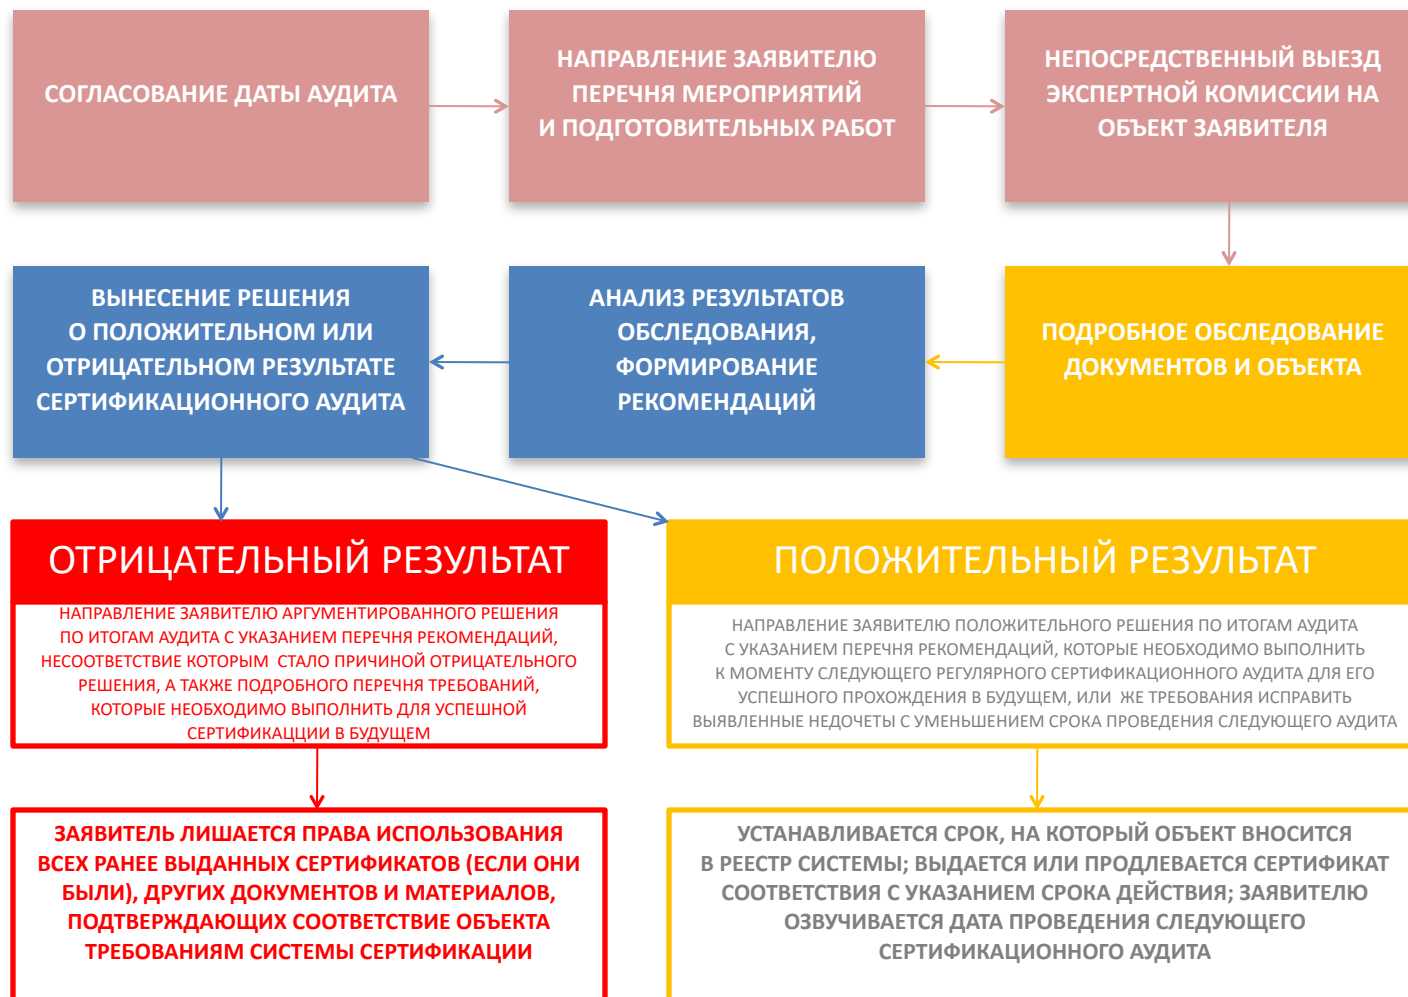 СОГЛАСОВАНИЕ ДАТЫ АУДИТА
НАПРАВЛЕНИЕ ЗАЯВИТЕЛЮ
ПЕРЕЧНЯ МЕРОПРИЯТИЙ
И ПОДГОТОВИТЕЛЬНЫХ РАБОТ
НЕПОСРЕДСТВЕННЫЙ ВЫЕЗД
ЭКСПЕРТНОЙ КОМИССИИ НА
ОБЪЕКТ ЗАЯВИТЕЛЯ
ВЫНЕСЕНИЕ РЕШЕНИЯ
О ПОЛОЖИТЕЛЬНОМ ИЛИ
ОТРИЦАТЕЛЬНОМ РЕЗУЛЬТАТЕ
СЕРТИФИКАЦИОННОГО АУДИТА
АНАЛИЗ РЕЗУЛЬТАТОВ
ОБСЛЕДОВАНИЯ,
ФОРМИРОВАНИЕ
РЕКОМЕНДАЦИЙ
ПОДРОБНОЕ ОБСЛЕДОВАНИЕ
ДОКУМЕНТОВ И ОБЪЕКТА
ОТРИЦАТЕЛЬНЫЙ РЕЗУЛЬТАТ
НАПРАВЛЕНИЕ ЗАЯВИТЕЛЮ АРГУМЕНТИРОВАННОГО РЕШЕНИЯ
ПО ИТОГАМ АУДИТА С УКАЗАНИЕМ ПЕРЕЧНЯ РЕКОМЕНДАЦИЙ,
НЕСООТВЕТСТВИЕ КОТОРЫМ СТАЛО ПРИЧИНОЙ ОТРИЦАТЕЛЬНОГО
РЕШЕНИЯ, А ТАКЖЕ ПОДРОБНОГО ПЕРЕЧНЯ ТРЕБОВАНИЙ,
КОТОРЫЕ НЕОБХОДИМО ВЫПОЛНИТЬ ДЛЯ УСПЕШНОЙ
СЕРТИФИКАЦЦИИ В БУДУЩЕМ
ПОЛОЖИТЕЛЬНЫЙ РЕЗУЛЬТАТ
НАПРАВЛЕНИЕ ЗАЯВИТЕЛЮ ПОЛОЖИТЕЛЬНОГО РЕШЕНИЯ ПО ИТОГАМ АУДИТА
С УКАЗАНИЕМ ПЕРЕЧНЯ РЕКОМЕНДАЦИЙ, КОТОРЫЕ НЕОБХОДИМО ВЫПОЛНИТЬ
К МОМЕНТУ СЛЕДУЮЩЕГО РЕГУЛЯРНОГО СЕРТИФИКАЦИОННОГО АУДИТА ДЛЯ ЕГО
УСПЕШНОГО ПРОХОЖДЕНИЯ В БУДУЩЕМ, ИЛИ ЖЕ ТРЕБОВАНИЯ ИСПРАВИТЬ
ВЫЯВЛЕННЫЕ НЕДОЧЕТЫ С УМЕНЬШЕНИЕМ СРОКА ПРОВЕДЕНИЯ СЛЕДУЮЩЕГО АУДИТА
ЗАЯВИТЕЛЬ ЛИШАЕТСЯ ПРАВА ИСПОЛЬЗОВАНИЯ
ВСЕХ РАНЕЕ ВЫДАННЫХ СЕРТИФИКАТОВ (ЕСЛИ ОНИ
БЫЛИ), ДРУГИХ ДОКУМЕНТОВ И МАТЕРИАЛОВ,
ПОДТВЕРЖДАЮЩИХ СООТВЕТСТВИЕ ОБЪЕКТА
ТРЕБОВАНИЯМ СИСТЕМЫ СЕРТИФИКАЦИИ
УСТАНАВЛИВАЕТСЯ СРОК, НА КОТОРЫЙ ОБЪЕКТ ВНОСИТСЯ
В РЕЕСТР СИСТЕМЫ; ВЫДАЕТСЯ ИЛИ ПРОДЛЕВАЕТСЯ СЕРТИФИКАТ
СООТВЕТСТВИЯ С УКАЗАНИЕМ СРОКА ДЕЙСТВИЯ; ЗАЯВИТЕЛЮ
ОЗВУЧИВАЕТСЯ ДАТА ПРОВЕДЕНИЯ СЛЕДУЮЩЕГО
СЕРТИФИКАЦИОННОГО АУДИТА